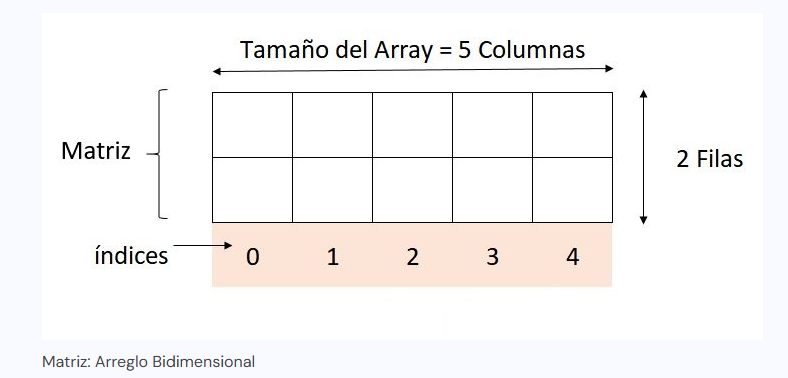 Tamaño del Array = 5 Columnas
Matriz
2 Filas
índices
0 1 2 3 4
Matriz: Arreglo Bidimensional